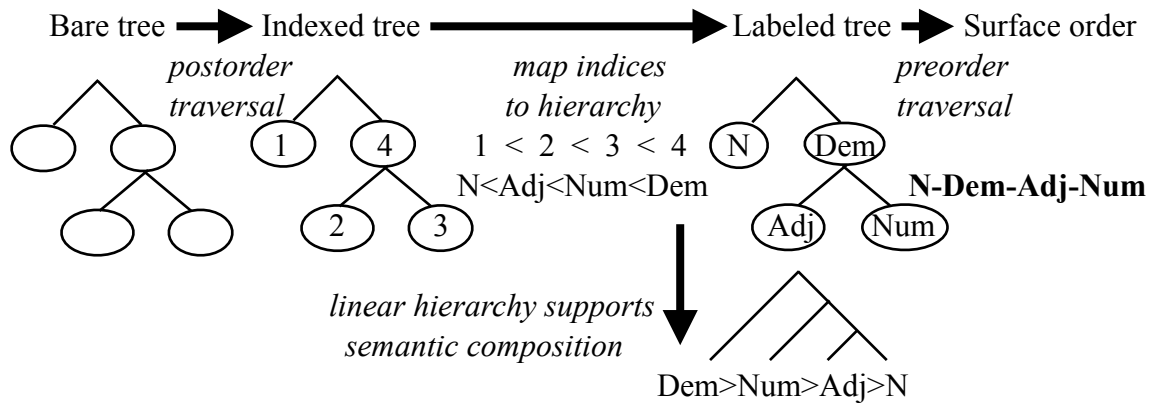 Bare tree Indexed tree Labeled tree Surface order
postorder
traversal
map indices
to hierarchy
preorder
traversal
1 4
2 3
1 < 2 < 3 < 4
N<Adj<Num<Dem
N Dem
Adj Num
N-Dem-Adj-Num
linear hierarchy supports
semantic composition
Dem>Num>Adj>N